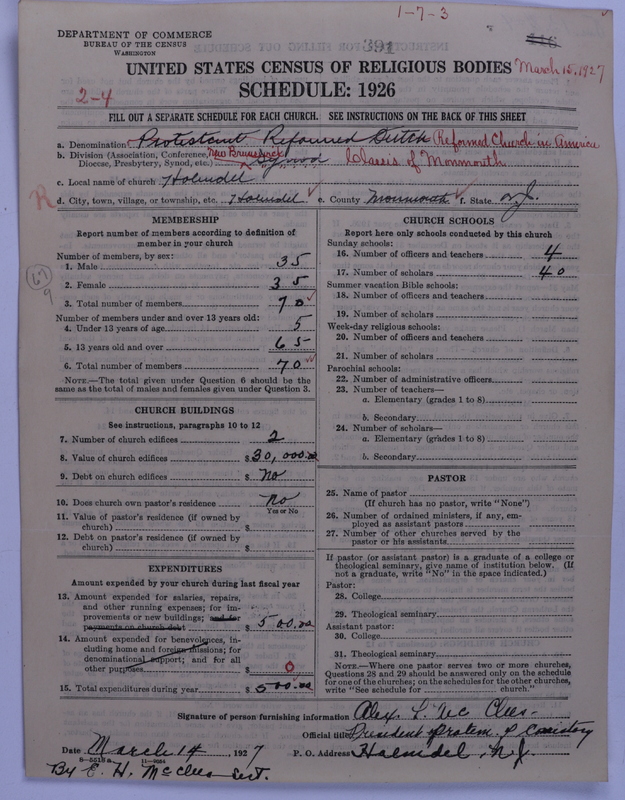 1-7-3
DEPARTMENT OF COMMERCE
BUREAU OF THE CENSUS
WASHINGTON
391
UNITED STATES CENSUS OF RELIGIOUS BODIES March 15, 1927
SCHEDULE: 1926
2-4
FILL OUT A SEPARATE SCHEDULE FOR EACH CHURCH. SEE INSTRUCTIONS ON THE BACK OF THIS SHEET
a. Denomination Protestant Reformed Dutch Reformed Church in America
b. Division (Association, Conference, New Brunswick
Diocese, Presbytery, Synod, etc.) Synod Classis of Monmouth
c. Local name of church Holmdel
R
d. City, town, village, or township, etc. Holmdel e. County Monmouth f. State N.J.
MEMBERSHIP
Report number of members according to definition of
member in your church
Number of members, by sex:
1. Male 35
67
9
2. Female 35
3. Total number of members 70
Number of members under and over 13 years old:
4. Under 13 years of age 5
5. 13 years old and over 65
6. Total number of members 70
NOTE.—The total given under Question 6 should be the
same as the total of males and females given under Question 3.
CHURCH BUILDINGS
See instructions, paragraphs 10 to 12
7. Number of church edifices 2
8. Value of church edifices $30,000.00
9. Debt on church edifices $ No
10. Does church own pastor's residence No
Yes or No
11. Value of pastor's residence (if owned by
church) $
12. Debt on pastor's residence (if owned by
church) $
EXPENDITURES
Amount expended by your church during last fiscal year
13. Amount expended for salaries, repairs,
and other running expenses; for im-
provements or new buildings; and for
payments on church debt $500.00
14. Amount expended for benevolences, in-
cluding home and foreign missions; for
denominational support; and for all
other purposes $ 0
15. Total expenditures during year $500.00
CHURCH SCHOOLS
Report here only schools conducted by this church
Sunday schools:
16. Number of officers and teachers 4
17. Number of scholars 40
Summer vacation Bible schools:
18. Number of officers and teachers
19. Number of scholars
Week-day religious schools:
20. Number of officers and teachers
21. Number of scholars
Parochial schools:
22. Number of administrative officers
23. Number of teachers—
a. Elementary (grades 1 to 8)
b. Secondary
24. Number of scholars—
a. Elementary (grades 1 to 8)
b. Secondary
PASTOR
25. Name of pastor
(If church has no pastor, write "None")
26. Number of ordained ministers, if any, em-
ployed as assistant pastors
27. Number of other churches served by the
pastor or his assistants
If pastor (or assistant pastor) is a graduate of a college or
theological seminary, give name of institution below. (If
not a graduate, write "No" in the space indicated.)
Pastor:
28. College
29. Theological seminary
Assistant pastor:
30. College
31. Theological seminary
NOTE.—Where one pastor serves two or more churches,
Questions 28 and 29 should be answered only on the schedule
for one of the churches; on the schedules for the other churches,
write "See schedule for church."
Signature of person furnishing information Alex. L. McClees
Official title President protem of Consistory
Date March 14, 1927 P. O. Address Holmdel, N.J.
8—5518a 11—9084
By E. H. McClees Sect.